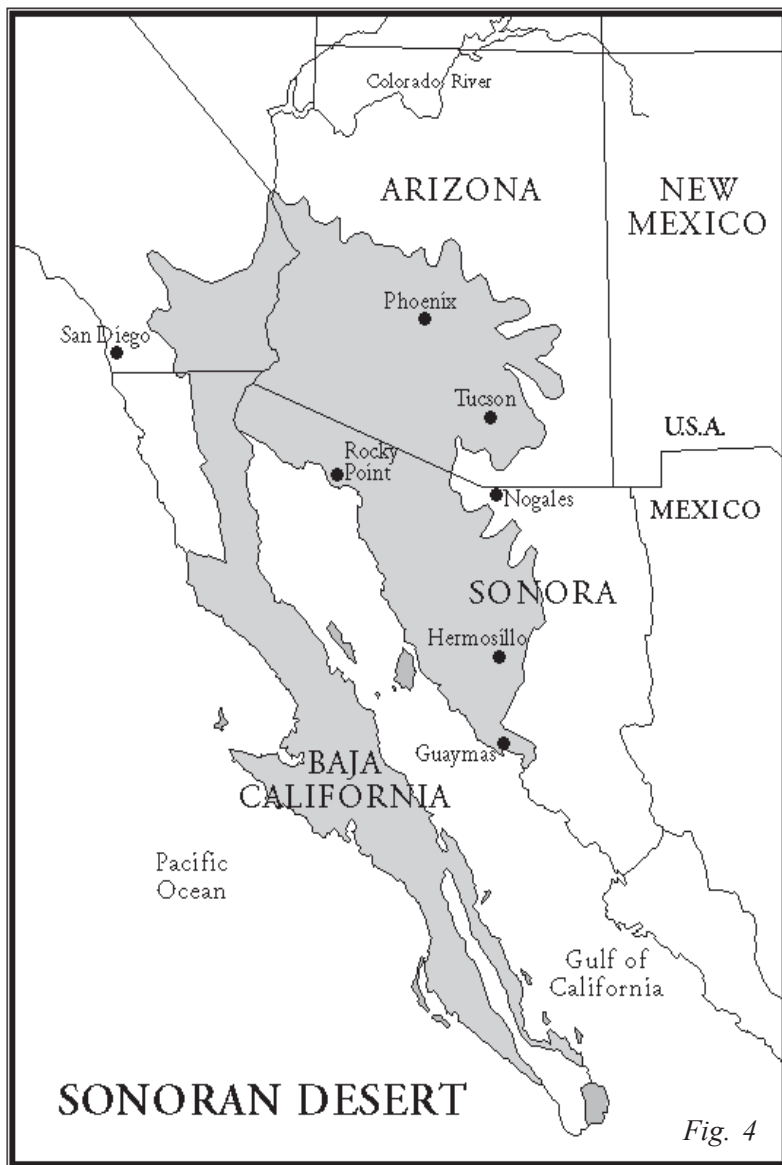 Colorado River
ARIZONA
NEW
MEXICO
Phoenix
San Diego
Tucson
U.S.A.
Rocky
Point
Nogales
MEXICO
SONORA
Hermosillo
Guaymas
BAJA
CALIFORNIA
Pacific
Ocean
Gulf of
California
SONORAN DESERT
Fig. 4